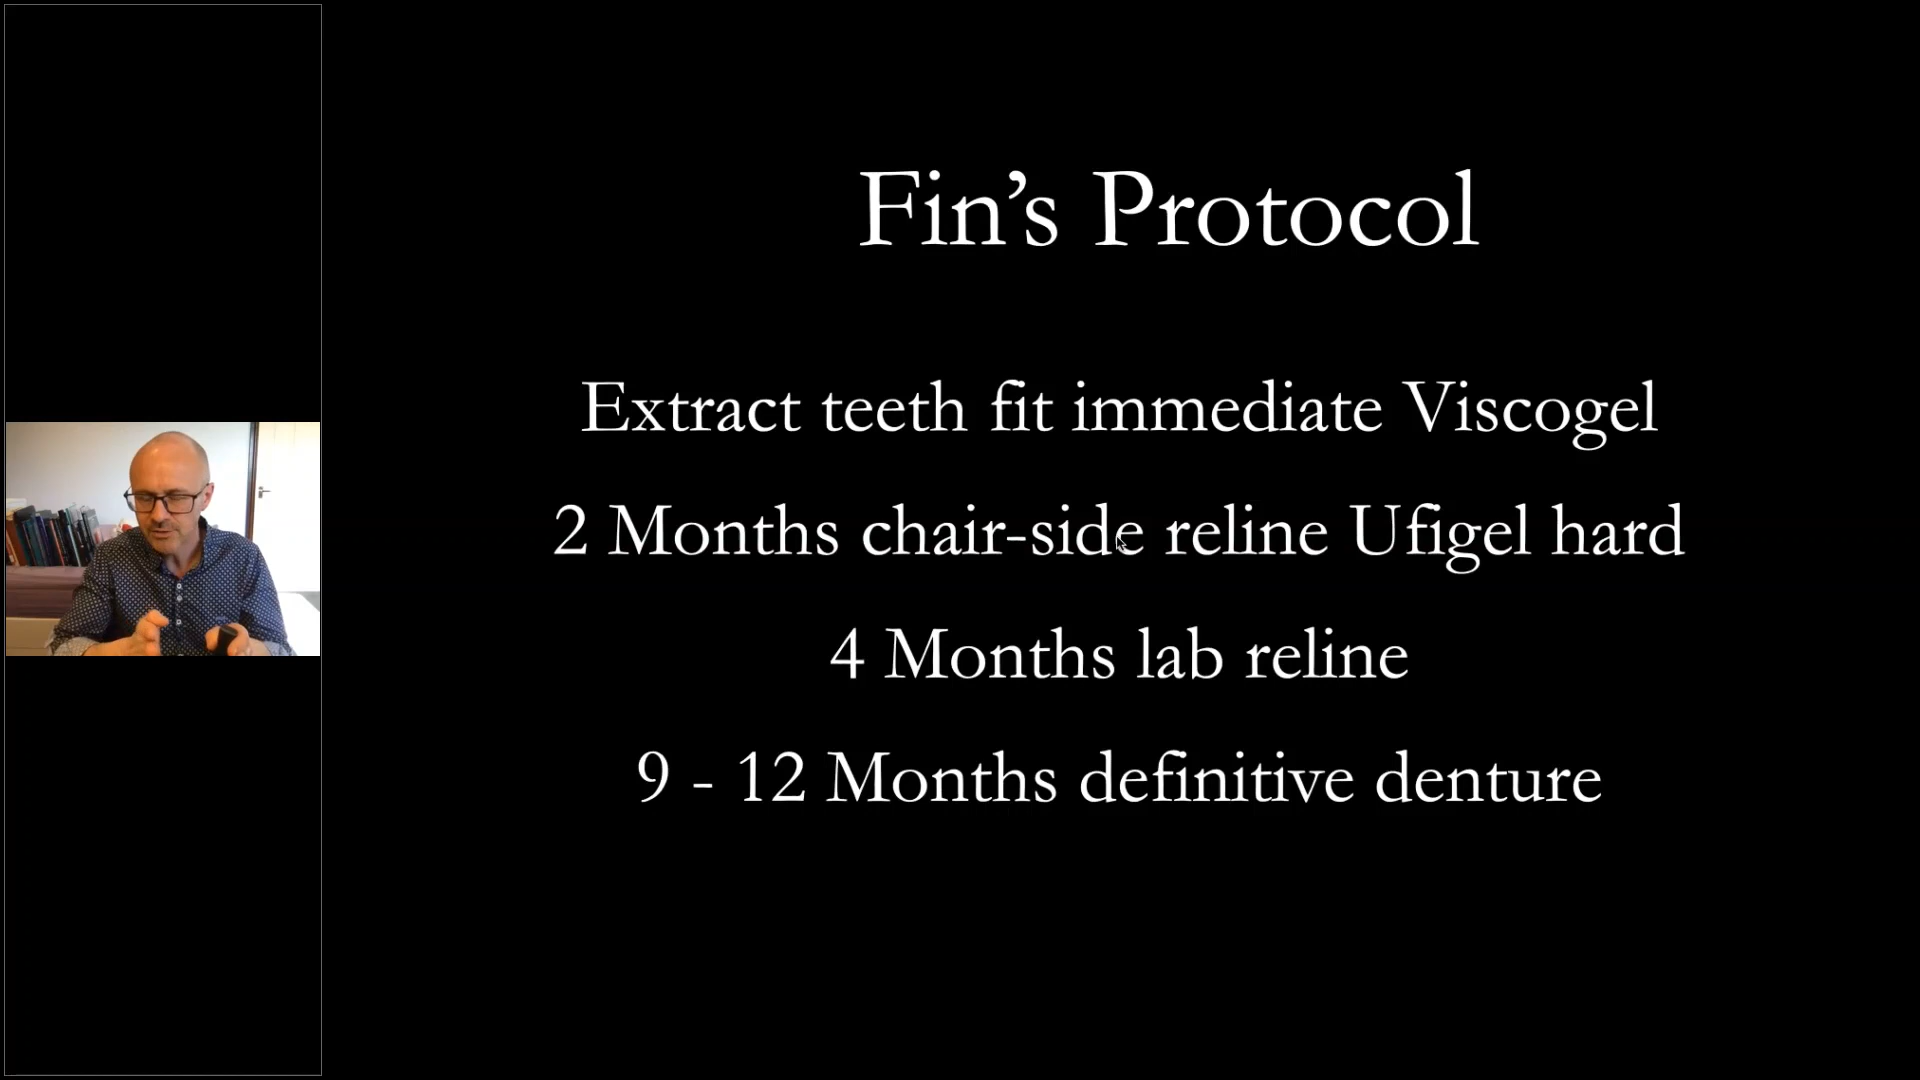 Fin’s Protocol
Extract teeth fit immediate Viscogel
2 Months chair-side reline Ufigel hard
4 Months lab reline
9 - 12 Months definitive denture